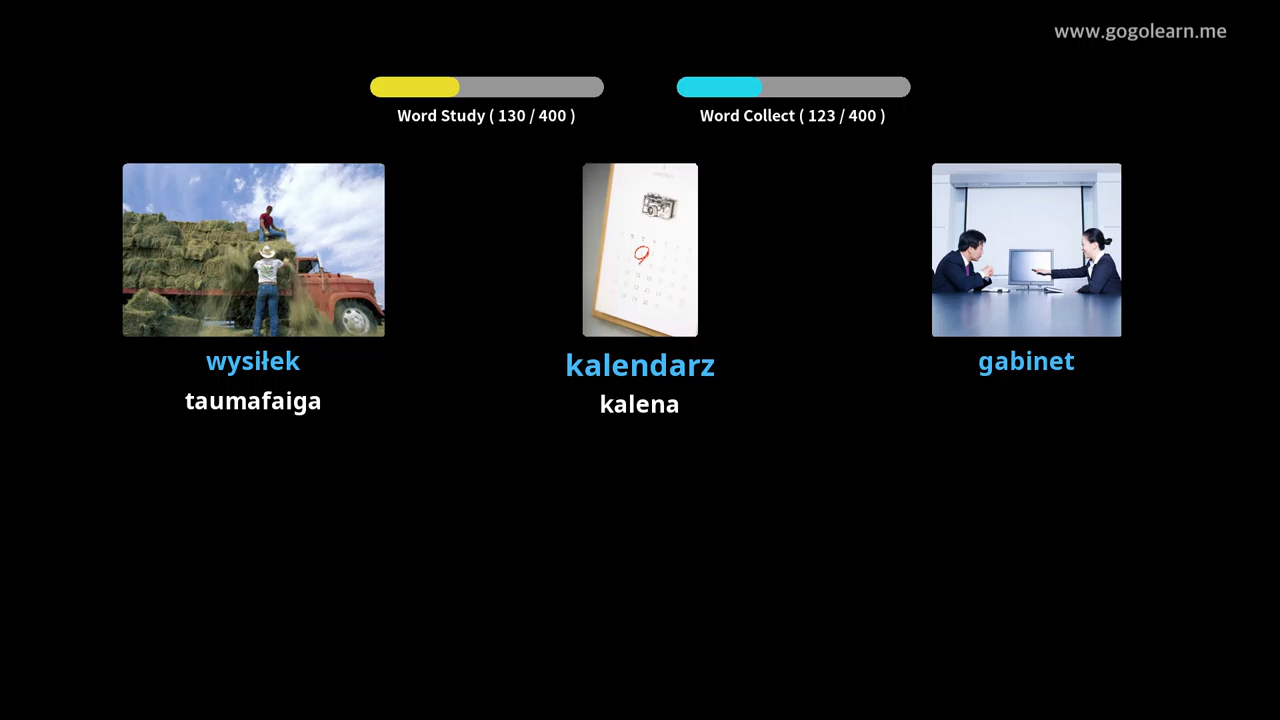 www.gogolearn.me
Word Study ( 130 / 400 )
Word Collect ( 123 / 400 )
wysiłek
kalendarz
gabinet
taumafaiga
kalena